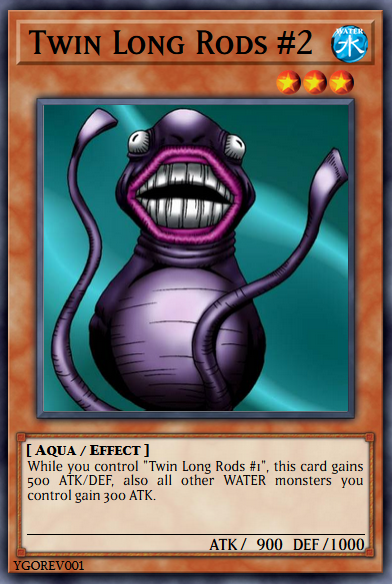 Twin Long Rods #2
WATER
水
[ Aqua / Effect ]
While you control "Twin Long Rods #1", this card gains
500 ATK/DEF, also all other WATER monsters you
control gain 300 ATK.
ATK / 900 DEF /1000
YGOREV001